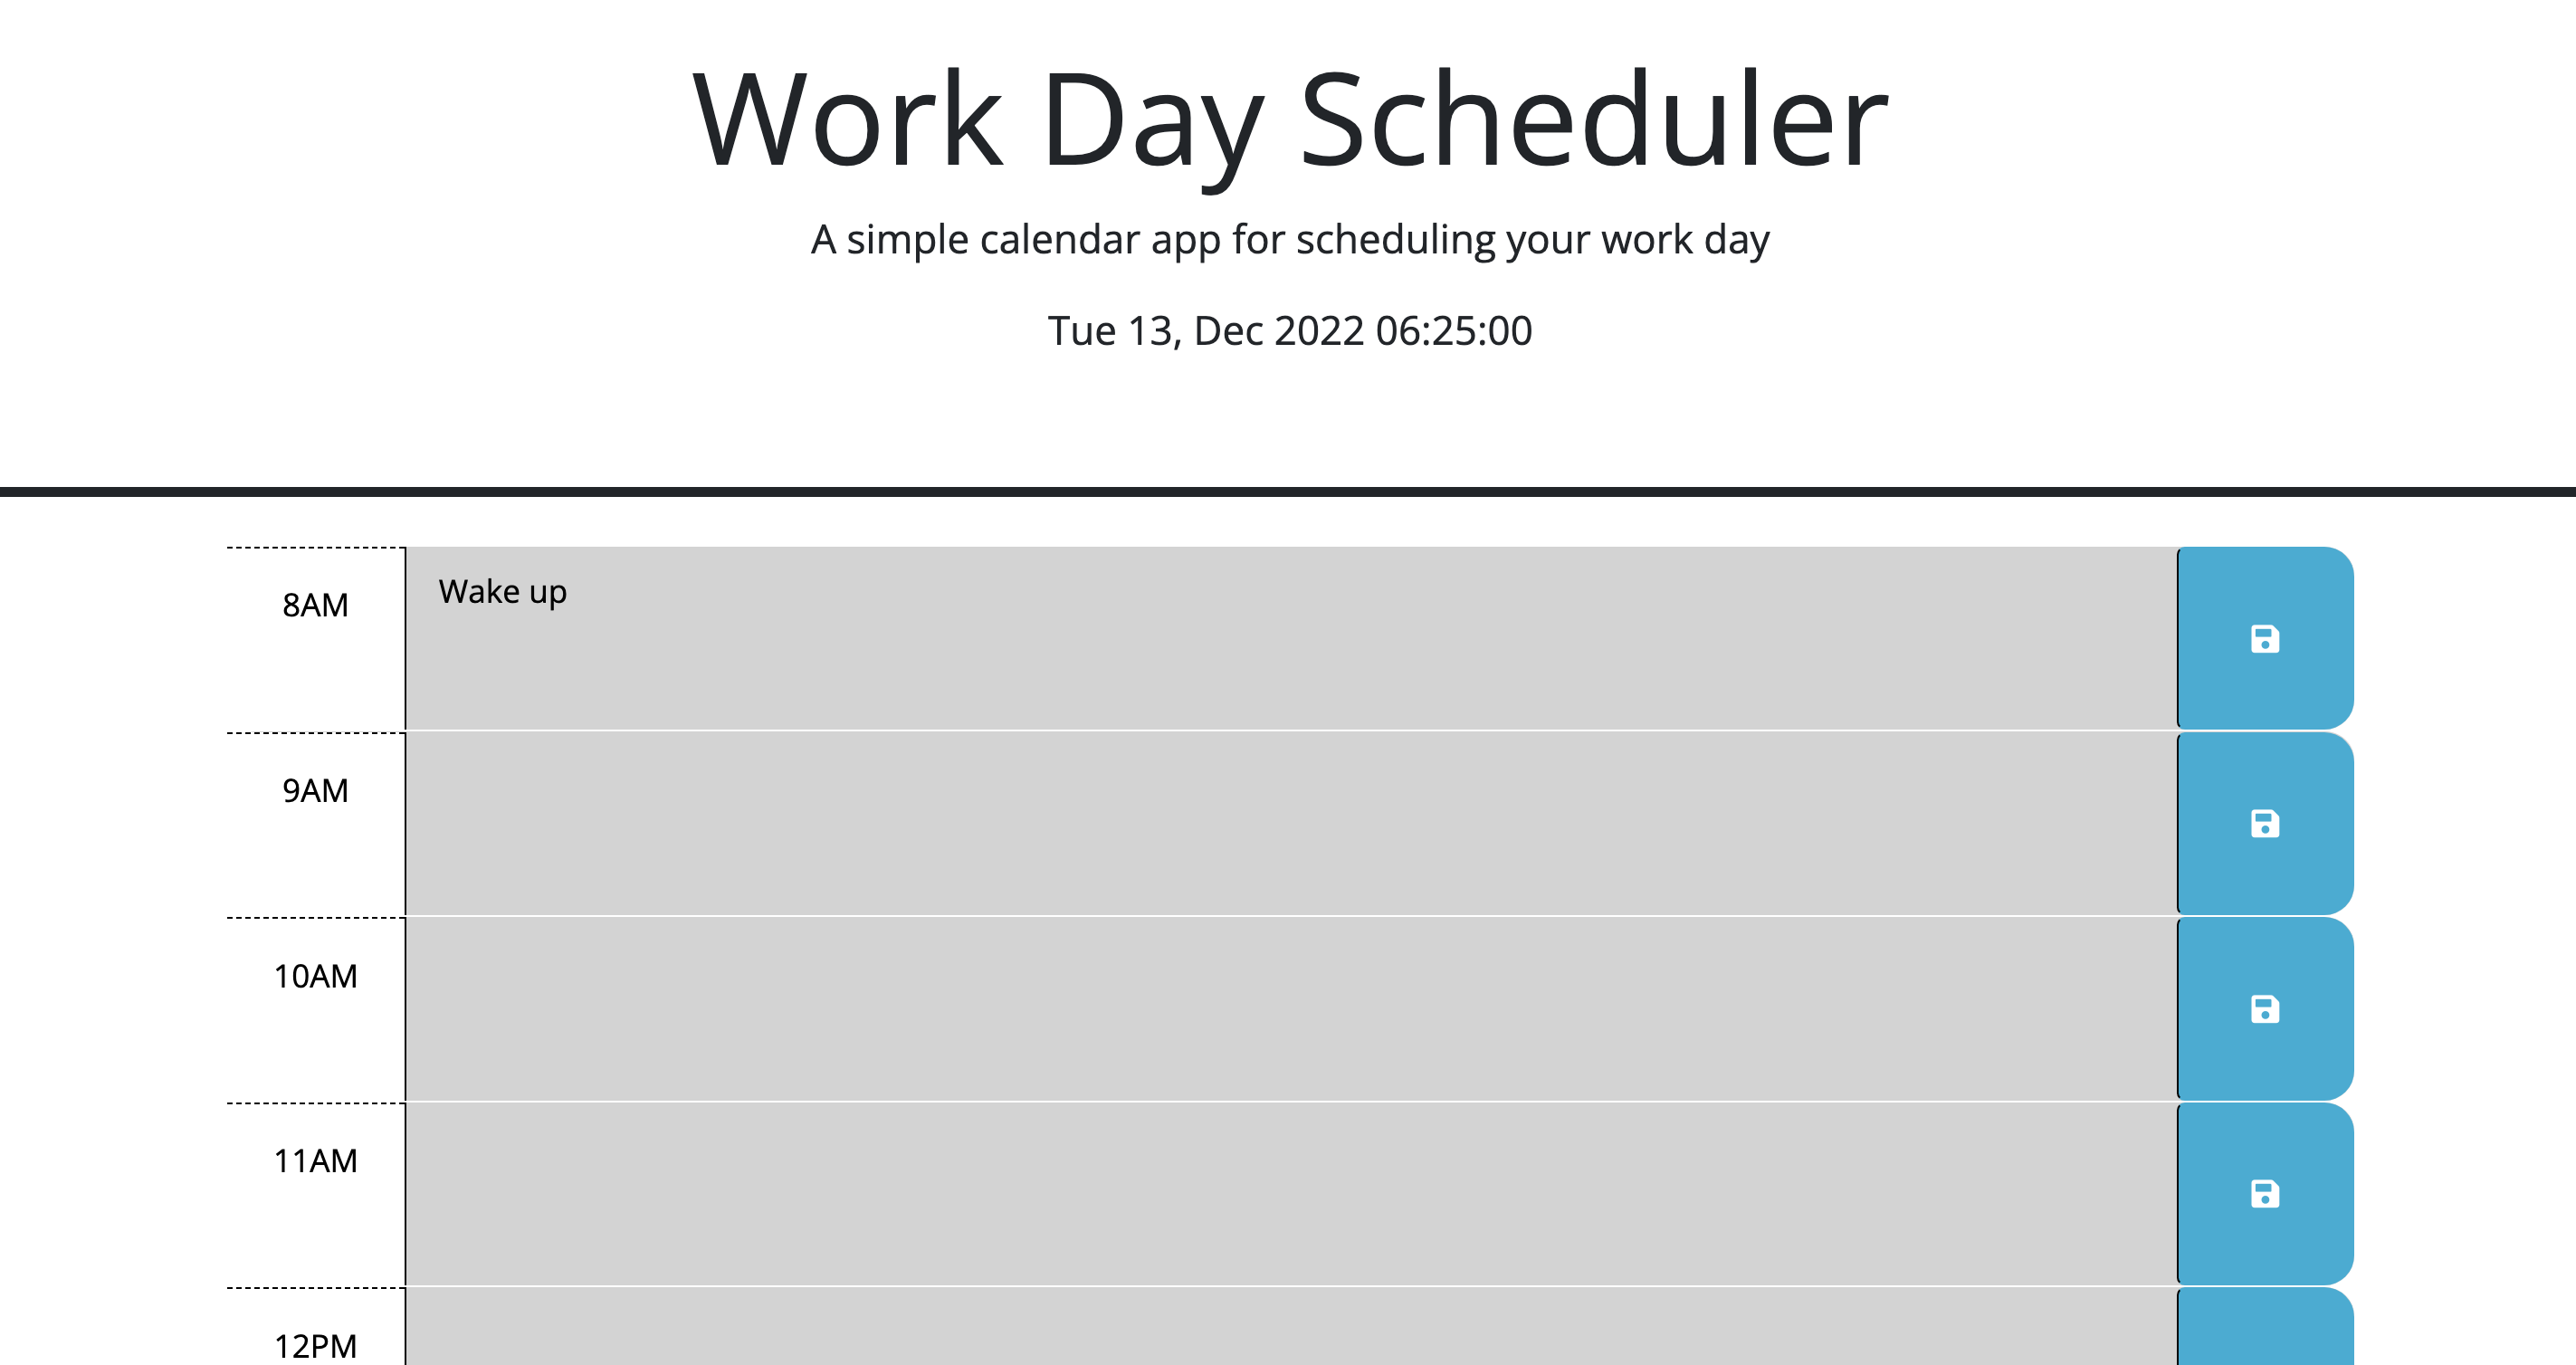 Work Day Scheduler
A simple calendar app for scheduling your work day
Tue 13, Dec 2022 06:25:00
8AM
Wake up
9AM
10AM
11AM
12PM